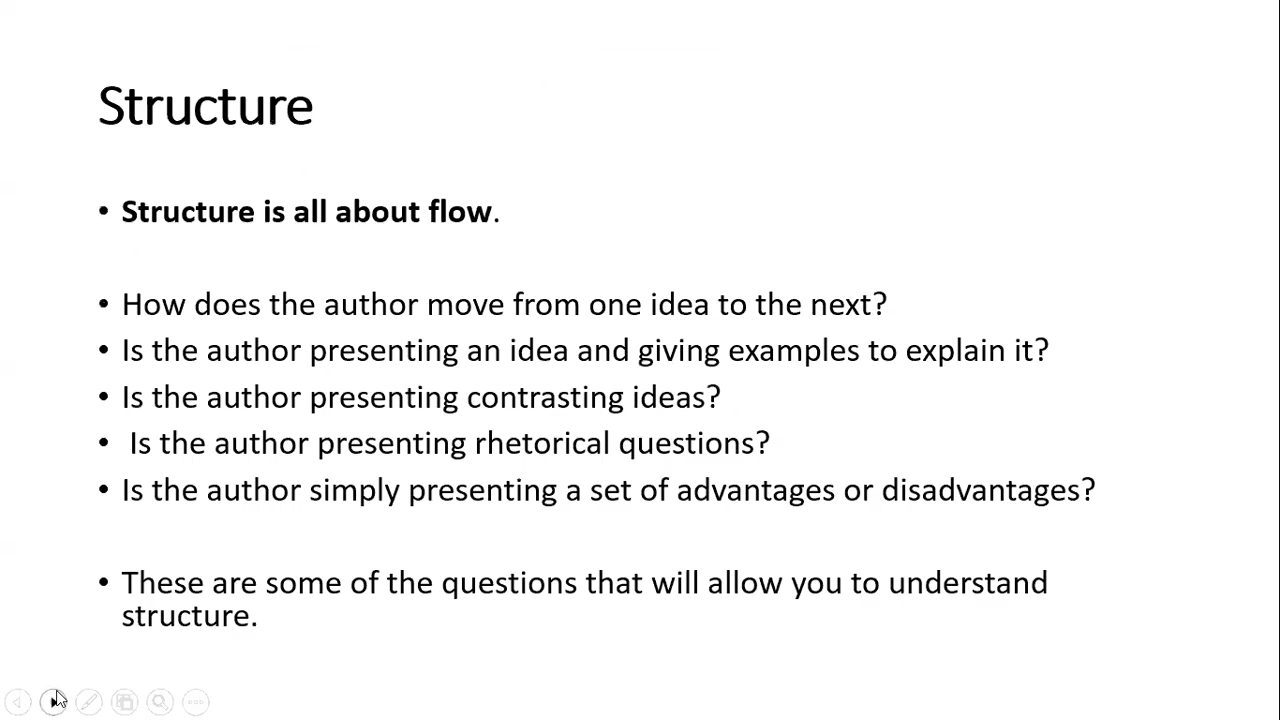 Structure
• Structure is all about flow.
• How does the author move from one idea to the next?
• Is the author presenting an idea and giving examples to explain it?
• Is the author presenting contrasting ideas?
• Is the author presenting rhetorical questions?
• Is the author simply presenting a set of advantages or disadvantages?
• These are some of the questions that will allow you to understand
structure.